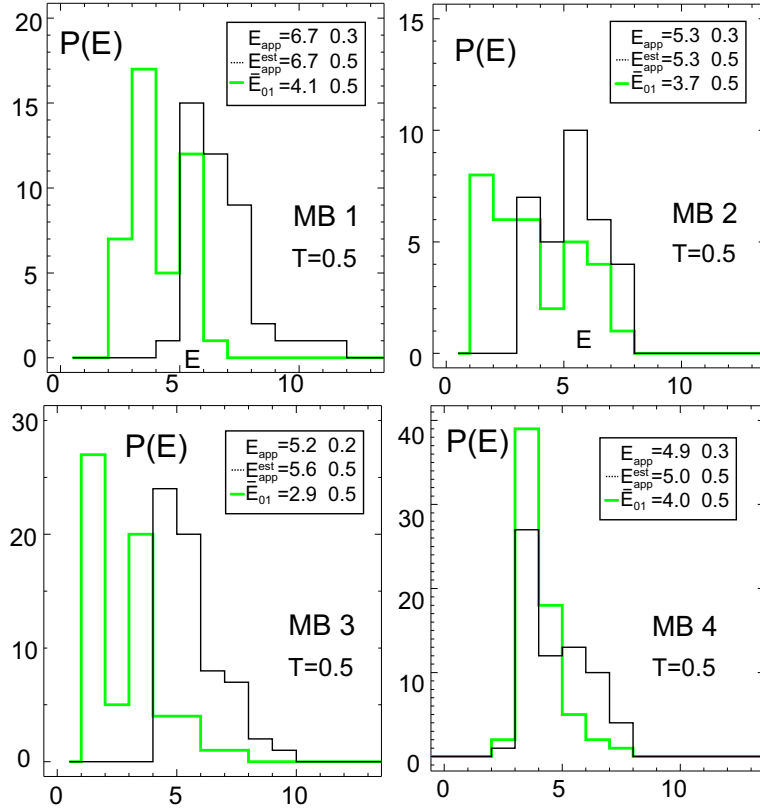 20
15
10
5
0
0 5 10
P(E)
E_app=6.7 0.3
E^est_app=6.7 0.5
Ē_01=4.1 0.5
MB 1
T=0.5
E
15
10
5
0
0 5 10
P(E)
E_app=5.3 0.3
E^est_app=5.3 0.5
Ē_01=3.7 0.5
MB 2
T=0.5
E
30
20
10
0
0 5 10
P(E)
E_app=5.2 0.2
E^est_app=5.6 0.5
Ē_01=2.9 0.5
MB 3
T=0.5
40
30
20
10
0
0 5 10
P(E)
E_app=4.9 0.3
E^est_app=5.0 0.5
Ē_01=4.0 0.5
MB 4
T=0.5